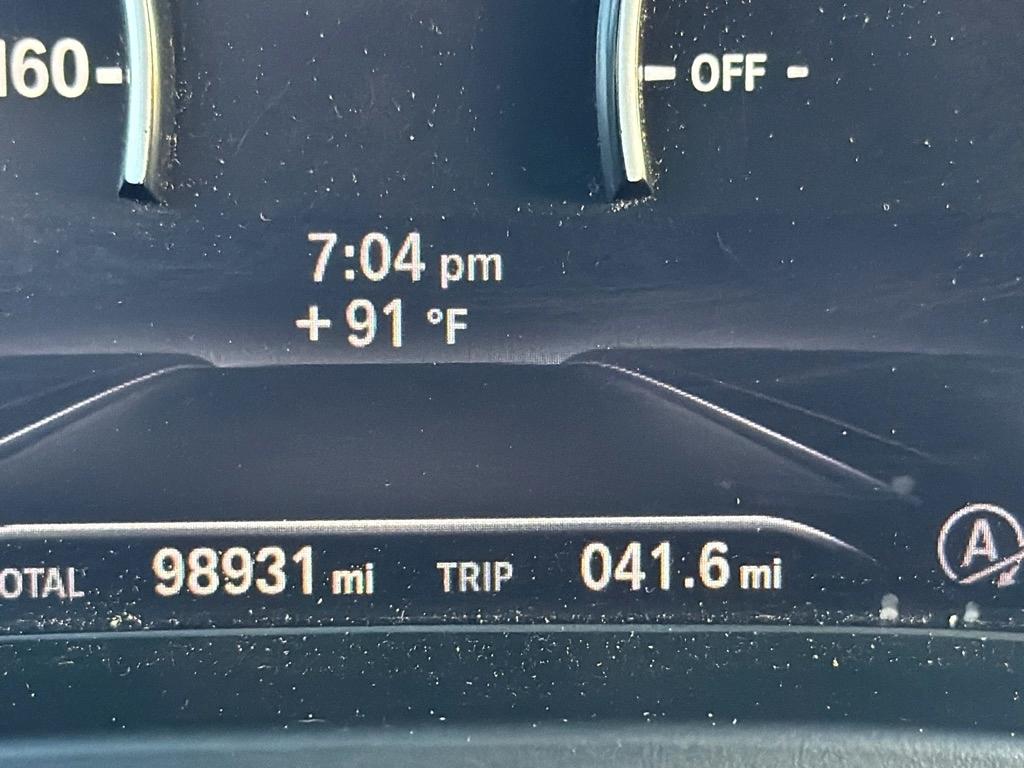 160
OFF
7:04 pm
+91 °F
OTAL 98931 mi TRIP 041.6 mi
A